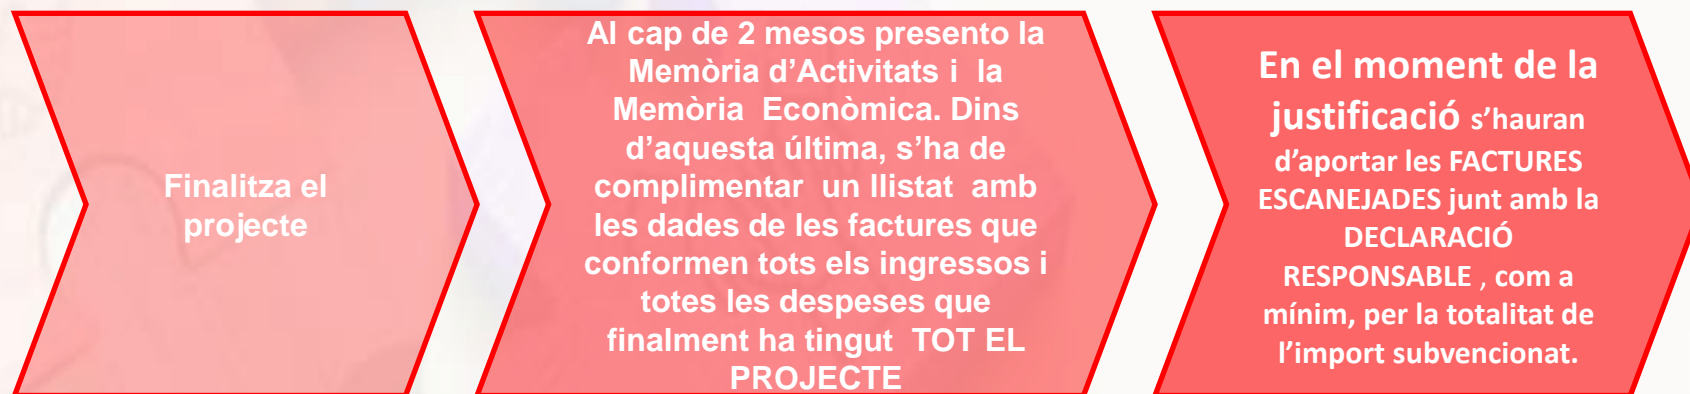 Finalitza el
projecte
Al cap de 2 mesos presento la
Memòria d’Activitats i la
Memòria Econòmica. Dins
d’aquesta última, s’ha de
complimentar un llistat amb
les dades de les factures que
conformen tots els ingressos i
totes les despeses que
finalment ha tingut TOT EL
PROJECTE
En el moment de la
justificació s’hauran
d’aportar les FACTURES
ESCANEJADES junt amb la
DECLARACIÓ
RESPONSABLE , com a
mínim, per la totalitat de
l’import subvencionat.